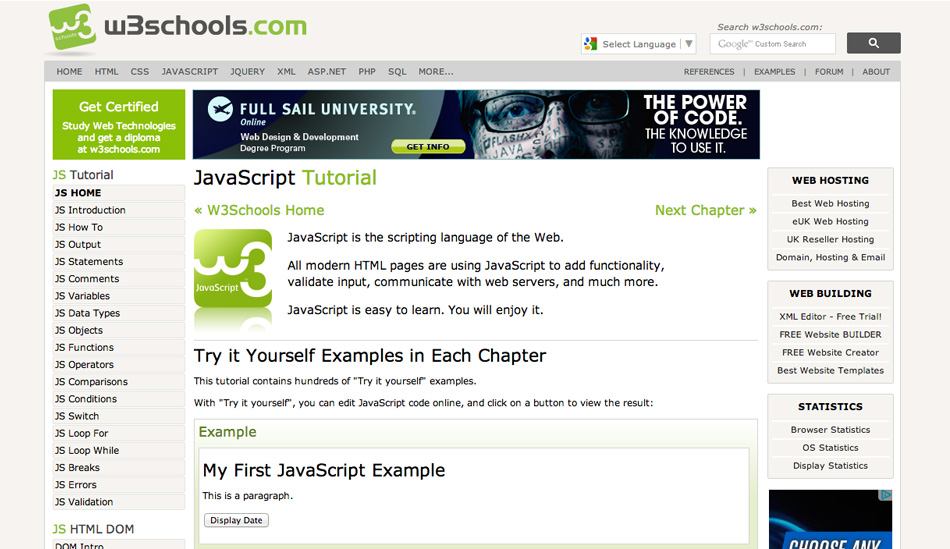 w3schools.com
Search w3schools.com:
Select Language
Google™ Custom Search
HOME HTML CSS JAVASCRIPT JQUERY XML ASP.NET PHP SQL MORE...
REFERENCES | EXAMPLES | FORUM | ABOUT
Get Certified
Study Web Technologies
and get a diploma
at w3schools.com
FULL SAIL UNIVERSITY.
Online
Web Design & Development
Degree Program
GET INFO
THE POWER
OF CODE.
THE KNOWLEDGE
TO USE IT.
JS Tutorial
JS HOME
JS Introduction
JS How To
JS Output
JS Statements
JS Comments
JS Variables
JS Data Types
JS Objects
JS Functions
JS Operators
JS Comparisons
JS Conditions
JS Switch
JS Loop For
JS Loop While
JS Breaks
JS Errors
JS Validation
JS HTML DOM
DOM Intro
JavaScript Tutorial
« W3Schools Home
Next Chapter »
w3
JavaScript
JavaScript is the scripting language of the Web.
All modern HTML pages are using JavaScript to add functionality,
validate input, communicate with web servers, and much more.
JavaScript is easy to learn. You will enjoy it.
Try it Yourself Examples in Each Chapter
This tutorial contains hundreds of "Try it yourself" examples.
With "Try it yourself", you can edit JavaScript code online, and click on a button to view the result:
Example
My First JavaScript Example
This is a paragraph.
Display Date
WEB HOSTING
Best Web Hosting
eUK Web Hosting
UK Reseller Hosting
Domain, Hosting & Email
WEB BUILDING
XML Editor - Free Trial!
FREE Website BUILDER
FREE Website Creator
Best Website Templates
STATISTICS
Browser Statistics
OS Statistics
Display Statistics
CHOOSE ANY